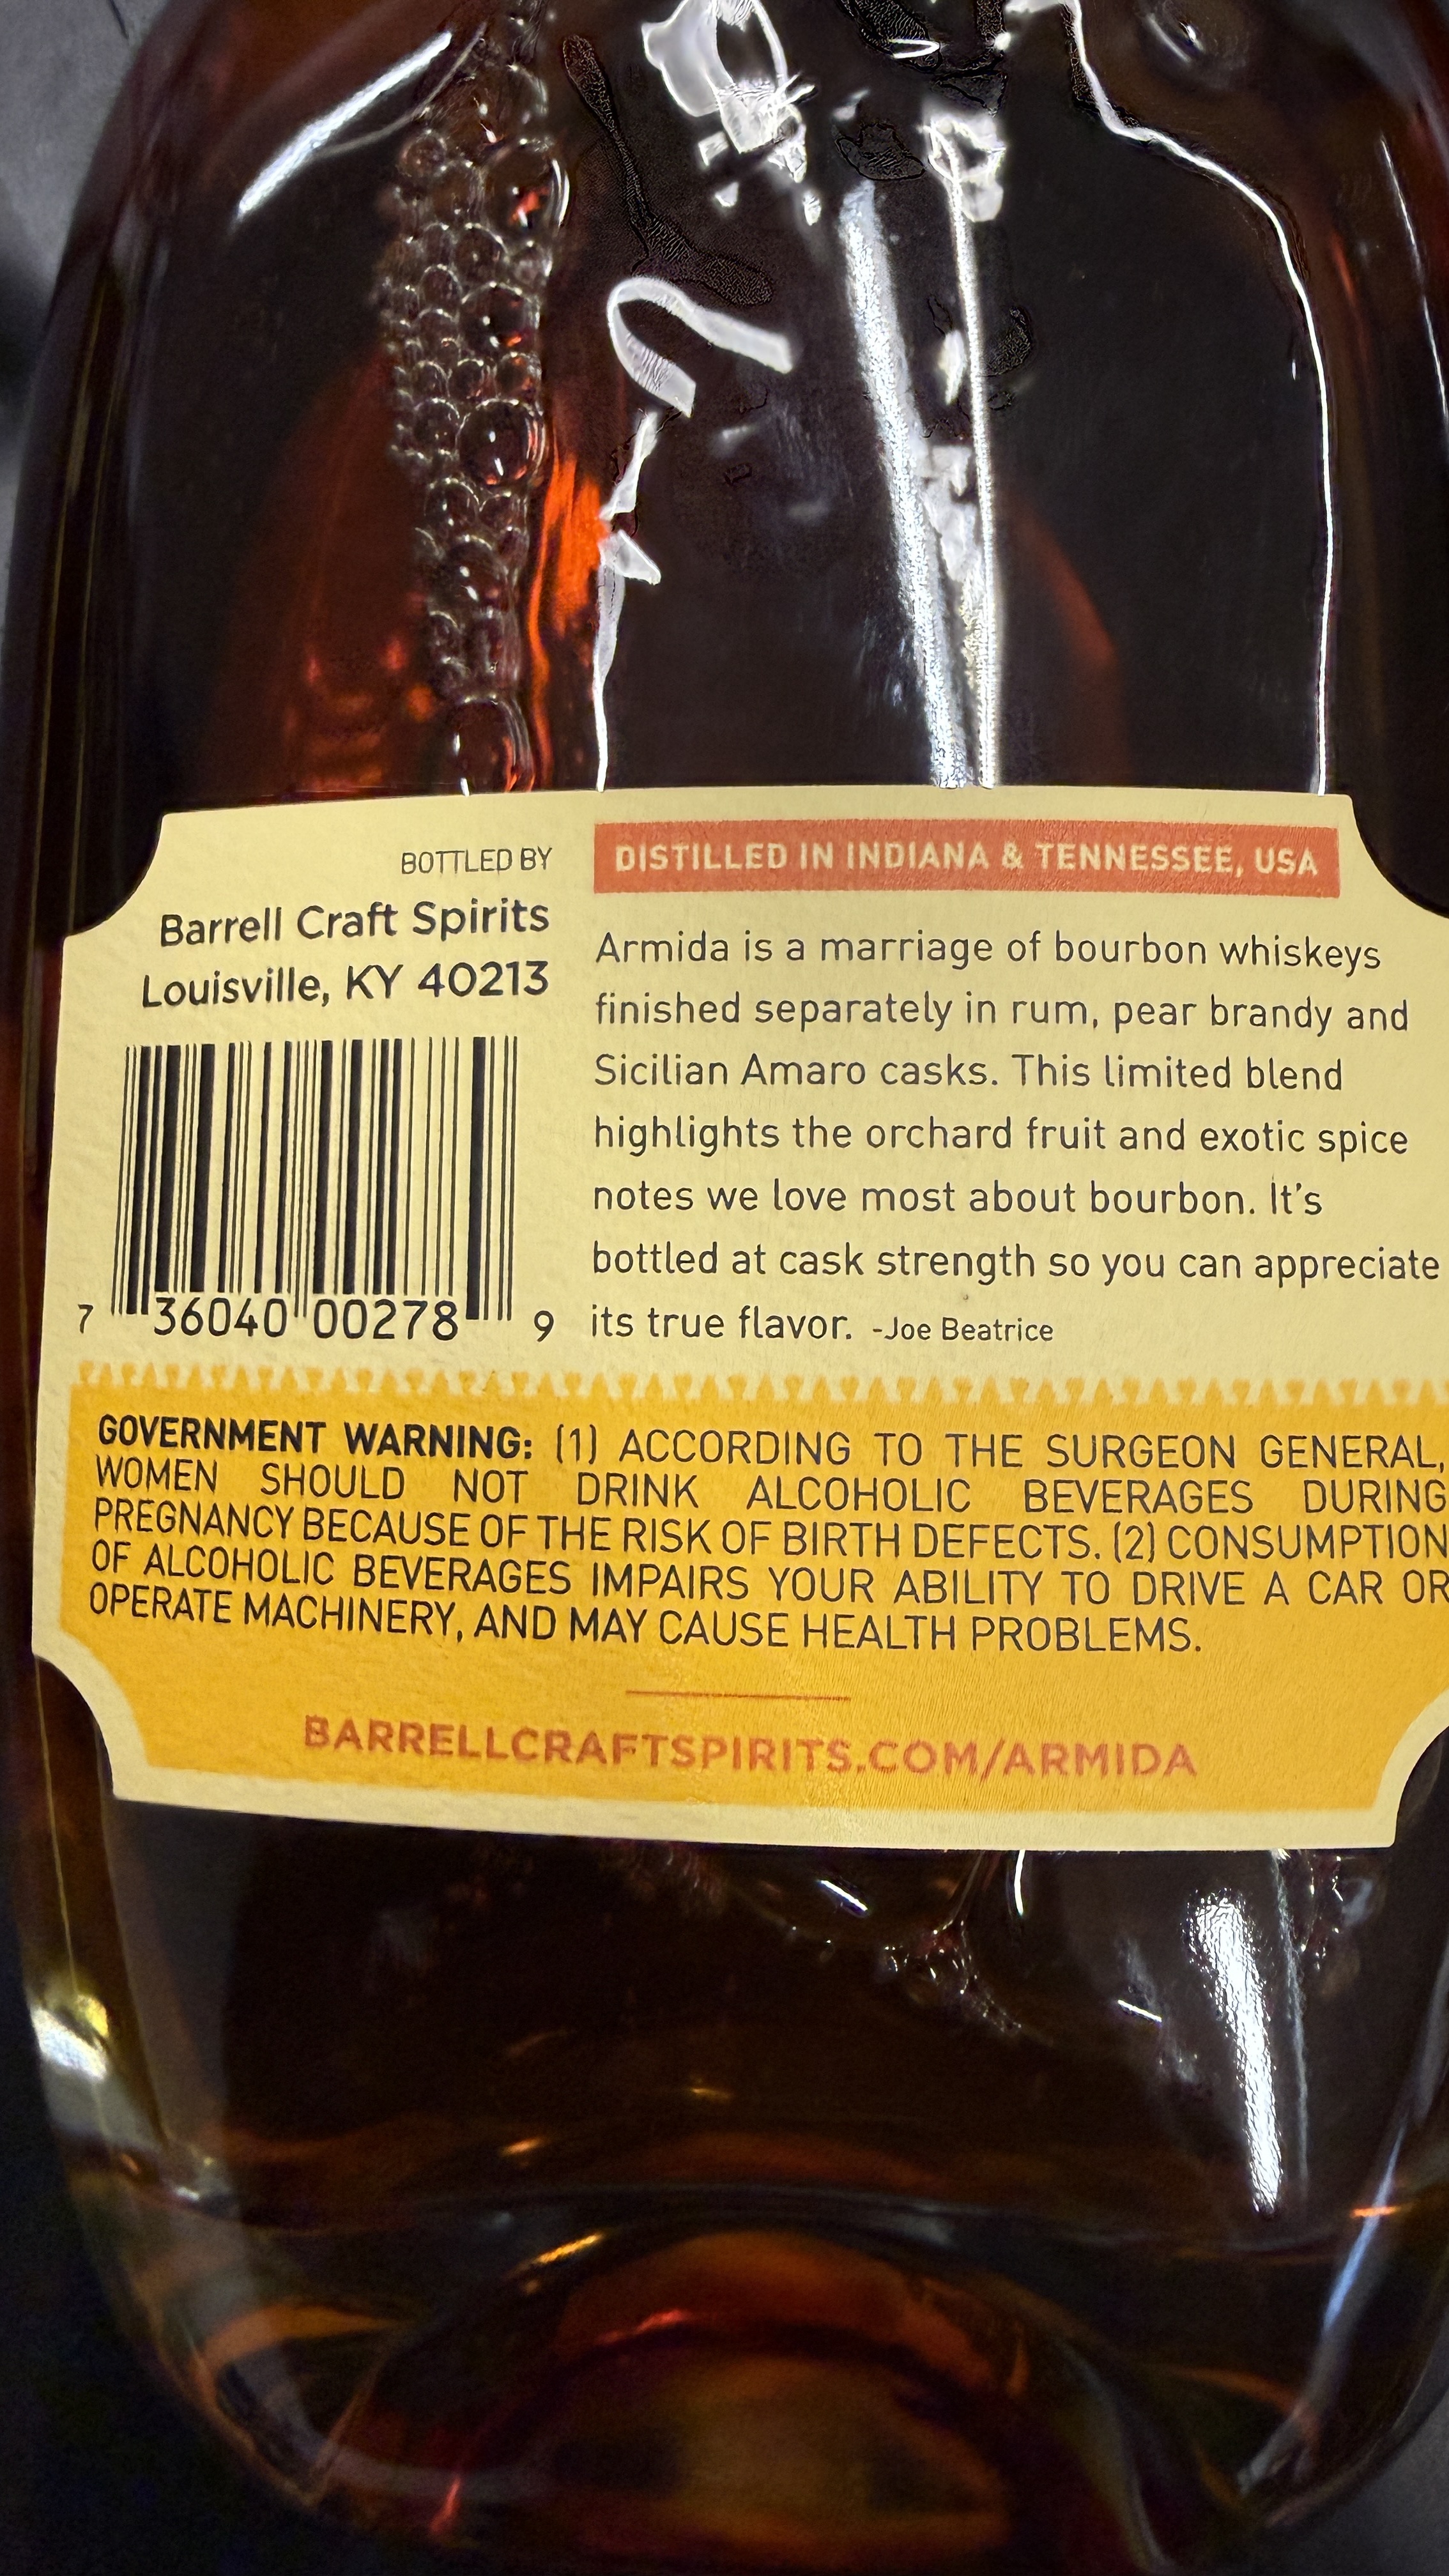 BOTTLED BY
Barrell Craft Spirits
Louisville, KY 40213
7 36040 00278 9
DISTILLED IN INDIANA & TENNESSEE, USA
Armida is a marriage of bourbon whiskeys
finished separately in rum, pear brandy and
Sicilian Amaro casks. This limited blend
highlights the orchard fruit and exotic spice
notes we love most about bourbon. It's
bottled at cask strength so you can appreciate
its true flavor. -Joe Beatrice
GOVERNMENT WARNING: (1) ACCORDING TO THE SURGEON GENERAL,
WOMEN SHOULD NOT DRINK ALCOHOLIC BEVERAGES DURING
PREGNANCY BECAUSE OF THE RISK OF BIRTH DEFECTS. (2) CONSUMPTION
OF ALCOHOLIC BEVERAGES IMPAIRS YOUR ABILITY TO DRIVE A CAR OR
OPERATE MACHINERY, AND MAY CAUSE HEALTH PROBLEMS.
BARRELLCRAFTSPIRITS.COM/ARMIDA